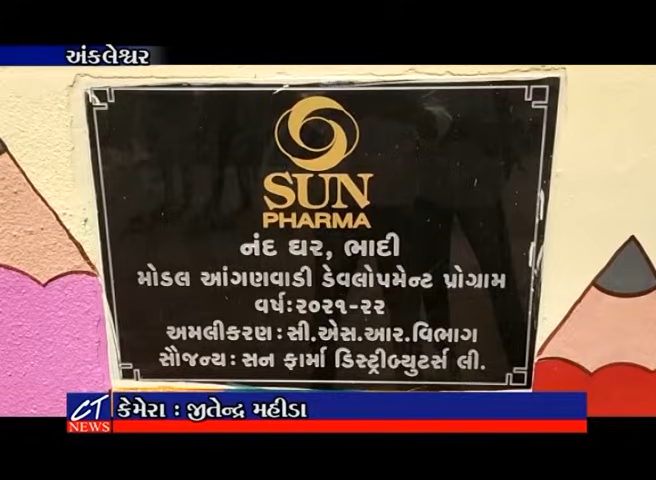 અંકલેશ્વર
SUN
PHARMA
નંદ ઘર, ભાદી
મોડલ આંગણવાડી ડેવલોપમેન્ટ પ્રોગ્રામ
વર્ષ:૨૦૨૧-૨૨
અમલીકરણ : સી.એસ.આર.વિભાગ
સૌજન્ય : સન ફાર્મા ડિસ્ટ્રીબ્યુટર્સ લી.
CT
NEWS
કેમેરા : જીતેન્દ્ર મહીડા